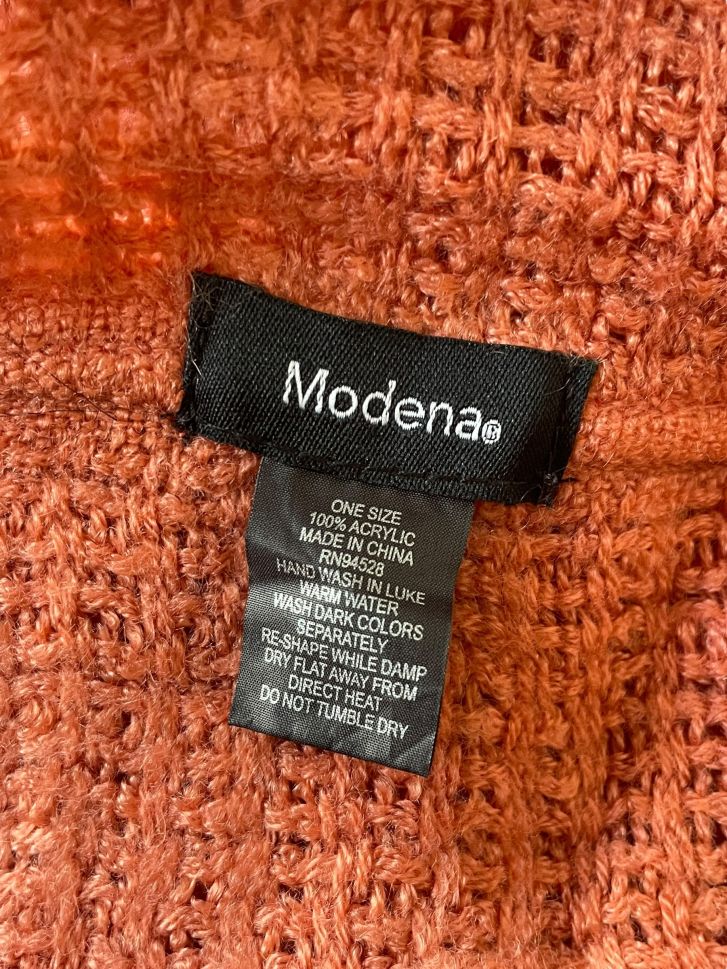 Modena®
ONE SIZE
100% ACRYLIC
MADE IN CHINA
RN94528
HAND WASH IN LUKE
WARM WATER
WASH DARK COLORS
SEPARATELY
RE-SHAPE WHILE DAMP
DRY FLAT AWAY FROM
DIRECT HEAT
DO NOT TUMBLE DRY